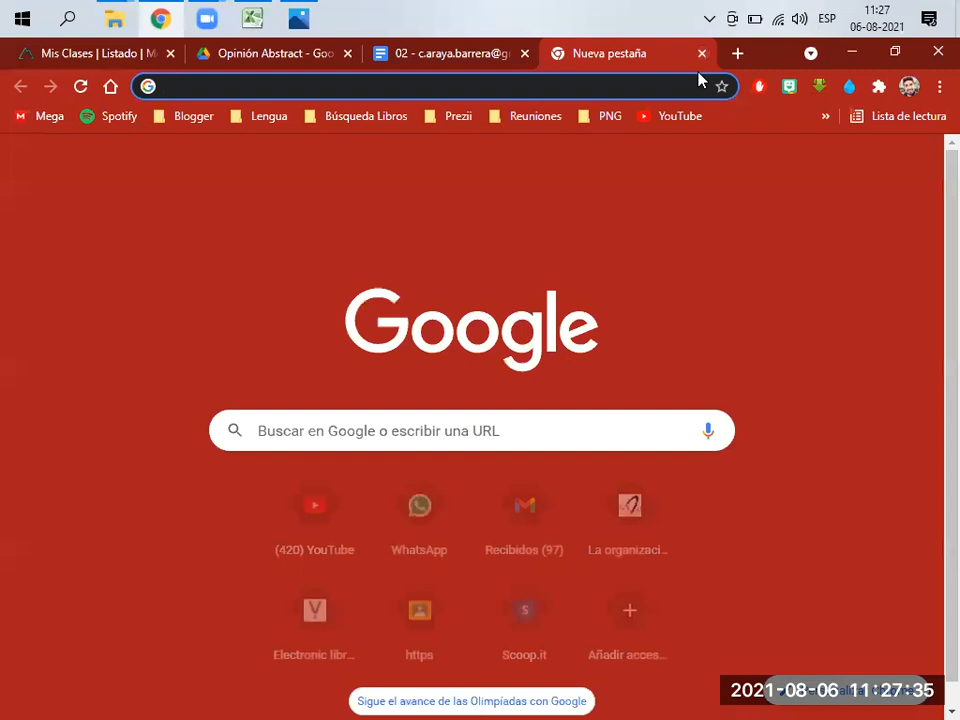 ESP
11:27
06-08-2021
Mis Clases | Listado | M
Opinión Abstract - Goo
02 - c.araya.barrera@g
Nueva pestaña
Mega
Spotify
Blogger
Lengua
Búsqueda Libros
Prezii
Reuniones
PNG
YouTube
»
Lista de lectura
Google
Buscar en Google o escribir una URL
(420) YouTube
WhatsApp
Recibidos (97)
La organizaci...
Electronic libr...
https
Scoop.it
Añadir acces...
Sigue el avance de las Olimpíadas con Google
2021-08-06 11:27:35